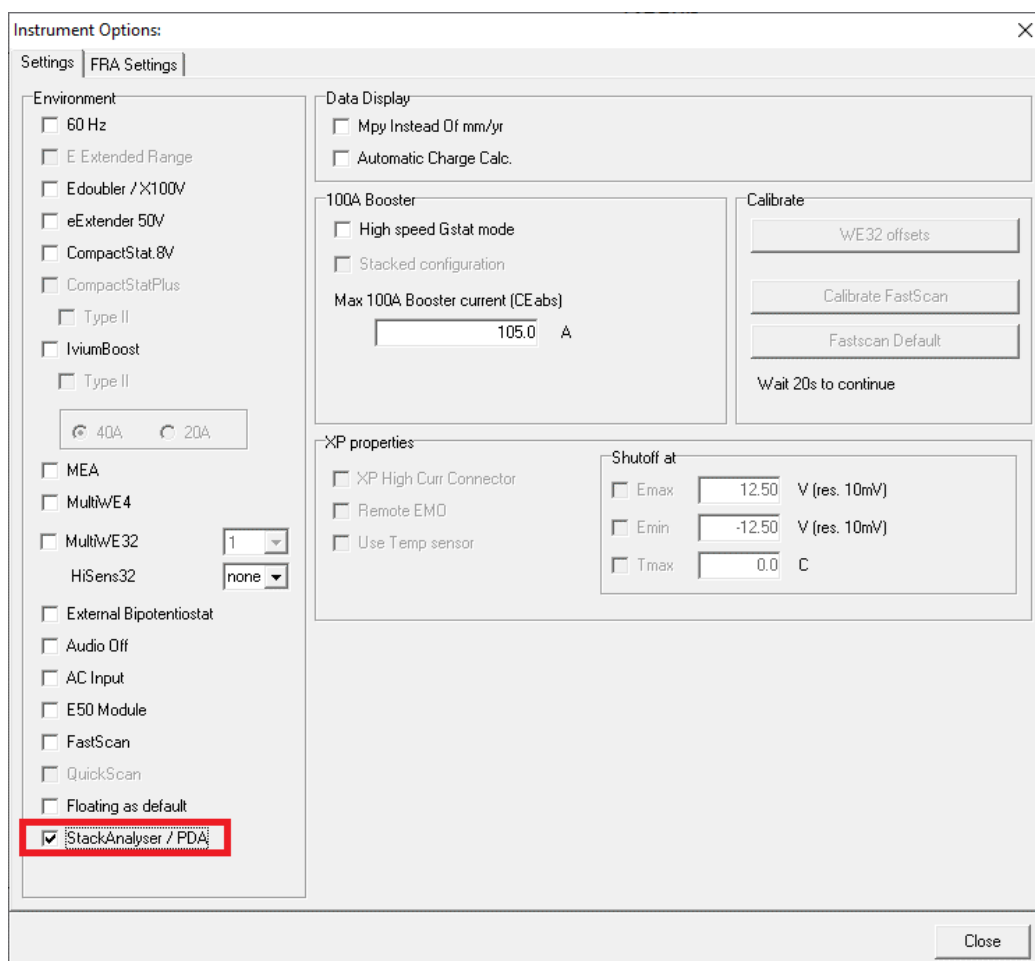 Instrument Options:
Settings
FRA Settings
Environment
60 Hz
E Extended Range
Edoubler / X100V
eExtender 50V
CompactStat.8V
CompactStatPlus
Type II
IviumBoost
Type II
40A 20A
MEA
MultiWE4
MultiWE32 1
HiSens32 none
External Bipotentiostat
Audio Off
AC Input
E50 Module
FastScan
QuickScan
Floating as default
StackAnalyser / PDA
Data Display
Mpy Instead Of mm/yr
Automatic Charge Calc.
100A Booster
High speed Gstat mode
Stacked configuration
Max 100A Booster current (CEabs)
105.0 A
Calibrate
WE32 offsets
Calibrate FastScan
Fastscan Default
Wait 20s to continue
XP properties
XP High Curr Connector
Remote EMO
Use Temp sensor
Shutoff at
Emax 12.50 V (res. 10mV)
Emin -12.50 V (res. 10mV)
Tmax 0.0 C
Close